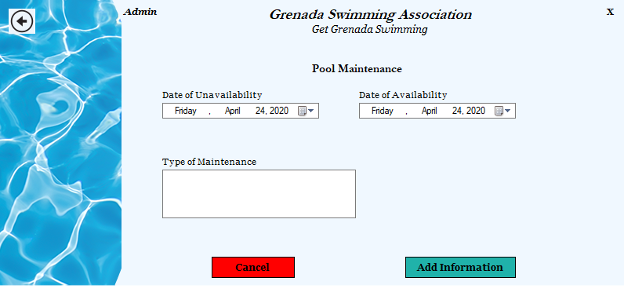 Admin
Grenada Swimming Association
X
Get Grenada Swimming
Pool Maintenance
Date of Unavailability
Date of Availability
Friday , April 24, 2020
Friday , April 24, 2020
Type of Maintenance
Cancel
Add Information